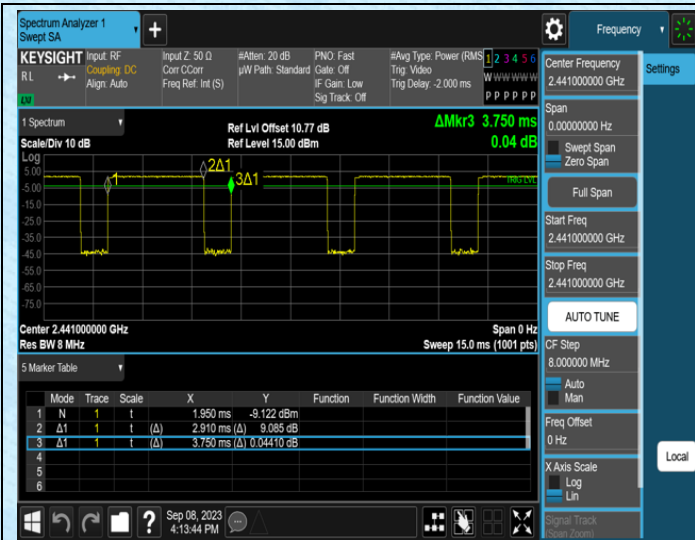 Spectrum Analyzer 1
Swept SA
+
Frequency
KEYSIGHT
Input: RF
Input Z: 50 Ω
#Atten: 20 dB
PNO: Fast
#Avg Type: Power (RMS
1 2 3 4 5 6
RL
Coupling: DC
Corr CCorr
µW Path: Standard
Gate: Off
Trig: Video
W W W W W W
Align: Auto
Freq Ref: Int (S)
IF Gain: Low
Trig Delay: -2.000 ms
P P P P P P
LXI
Sig Track: Off
1 Spectrum
Ref Lvl Offset 10.77 dB
ΔMkr3 3.750 ms
Scale/Div 10 dB
Ref Level 15.00 dBm
0.04 dB
Log
2Δ1
5.00
1
3Δ1
TRIG LVL
-5.00
-15.0
-25.0
-35.0
-45.0
-55.0
-65.0
-75.0
Center 2.441000000 GHz
Span 0 Hz
Res BW 8 MHz
Sweep 15.0 ms (1001 pts)
5 Marker Table
Mode Trace Scale X Y Function Function Width Function Value
1 N 1 t 1.950 ms -9.122 dBm
2 Δ1 1 t (Δ) 2.910 ms (Δ) 9.085 dB
3 Δ1 1 t (Δ) 3.750 ms (Δ) 0.04410 dB
4
5
6
?
Sep 08, 2023
4:13:44 PM
Center Frequency
2.441000000 GHz
Settings
Span
0.00000000 Hz
Swept Span
Zero Span
Full Span
Start Freq
2.441000000 GHz
Stop Freq
2.441000000 GHz
AUTO TUNE
CF Step
8.000000 MHz
Auto
Man
Freq Offset
0 Hz
Local
X Axis Scale
Log
Lin
Signal Track
(Span Zoom)